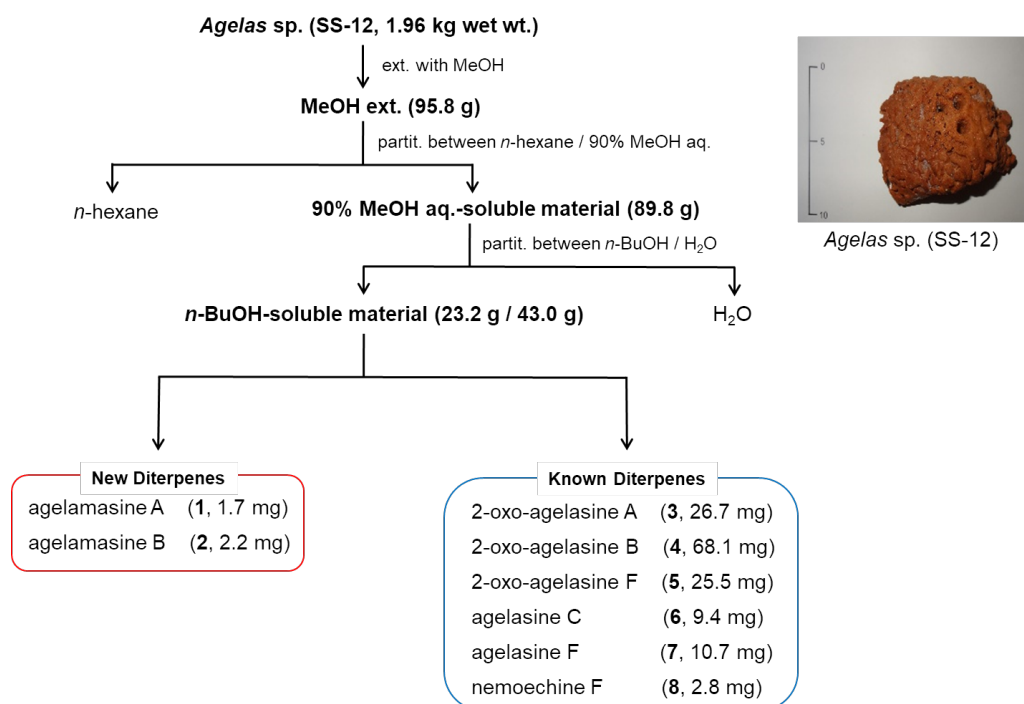 Agelas sp. (SS-12, 1.96 kg wet wt.)
ext. with MeOH
MeOH ext. (95.8 g)
partit. between n-hexane / 90% MeOH aq.
n-hexane
90% MeOH aq.-soluble material (89.8 g)
partit. between n-BuOH / H₂O
n-BuOH-soluble material (23.2 g / 43.0 g)
H₂O
0
5
10
Agelas sp. (SS-12)
New Diterpenes
agelamasine A (1, 1.7 mg)
agelamasine B (2, 2.2 mg)
Known Diterpenes
2-oxo-agelasine A (3, 26.7 mg)
2-oxo-agelasine B (4, 68.1 mg)
2-oxo-agelasine F (5, 25.5 mg)
agelasine C (6, 9.4 mg)
agelasine F (7, 10.7 mg)
nemoechine F (8, 2.8 mg)